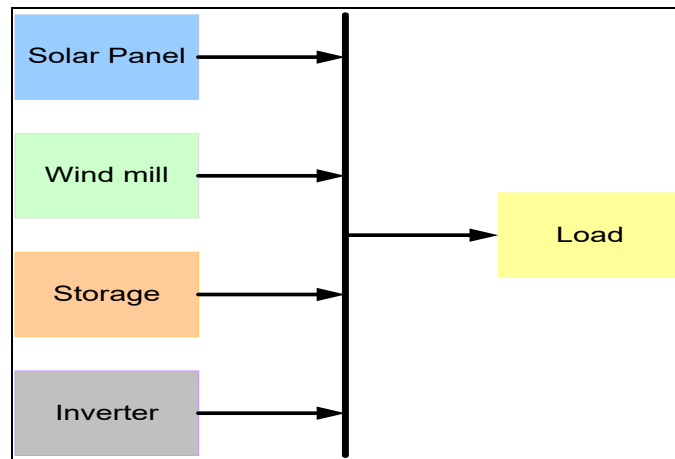 Solar Panel
Wind mill
Load
Storage
Inverter